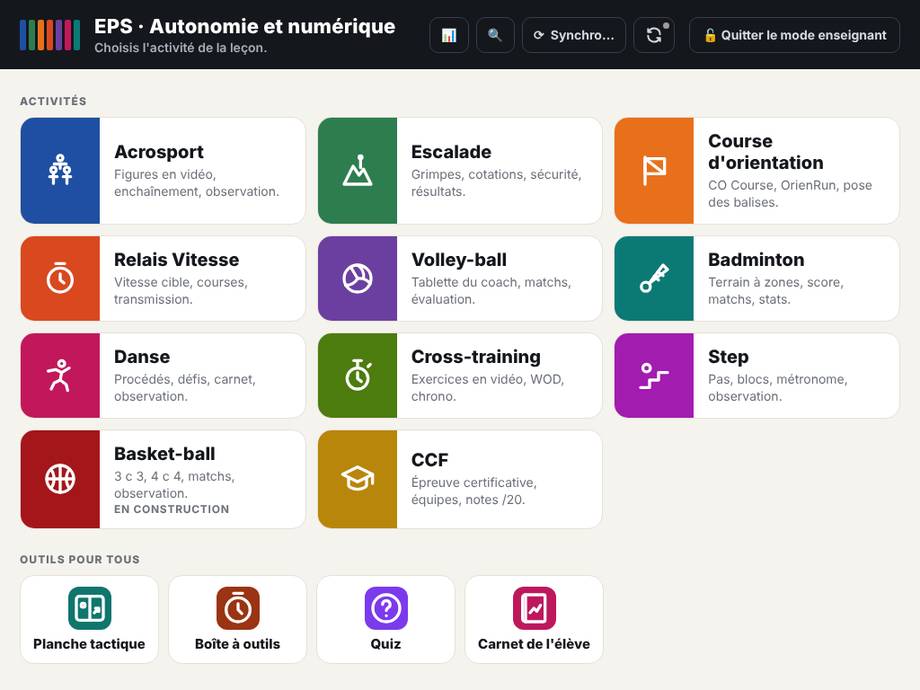 EPS · Autonomie et numérique
Choisis l'activité de la leçon.
Synchro...
Quitter le mode enseignant
ACTIVITÉS
Acrosport
Figures en vidéo,
enchaînement, observation.
Escalade
Grimpes, cotations, sécurité,
résultats.
Course
d'orientation
CO Course, OrienRun, pose
des balises.
Relais Vitesse
Vitesse cible, courses,
transmission.
Volley-ball
Tablette du coach, matchs,
évaluation.
Badminton
Terrain à zones, score,
matchs, stats.
Danse
Procédés, défis, carnet,
observation.
Cross-training
Exercices en vidéo, WOD,
chrono.
Step
Pas, blocs, métronome,
observation.
Basket-ball
3 c 3, 4 c 4, matchs,
observation.
EN CONSTRUCTION
CCF
Épreuve certificative,
équipes, notes /20.
OUTILS POUR TOUS
Planche tactique
Boîte à outils
Quiz
Carnet de l'élève